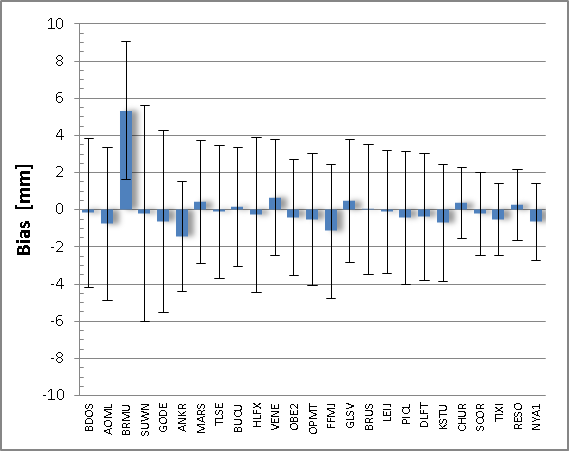 10
8
6
4
2
0
-2
-4
-6
-8
-10
Bias [mm]
BDOS
AOML
BRMU
SUWN
GODE
ANKR
MARS
TLSE
BUCU
HLFX
VENE
OBE2
OPMT
FFMJ
GLSV
BRUS
LEIJ
PICL
DLFT
KSTU
CHUR
SCOR
TIXI
RESO
NYA1